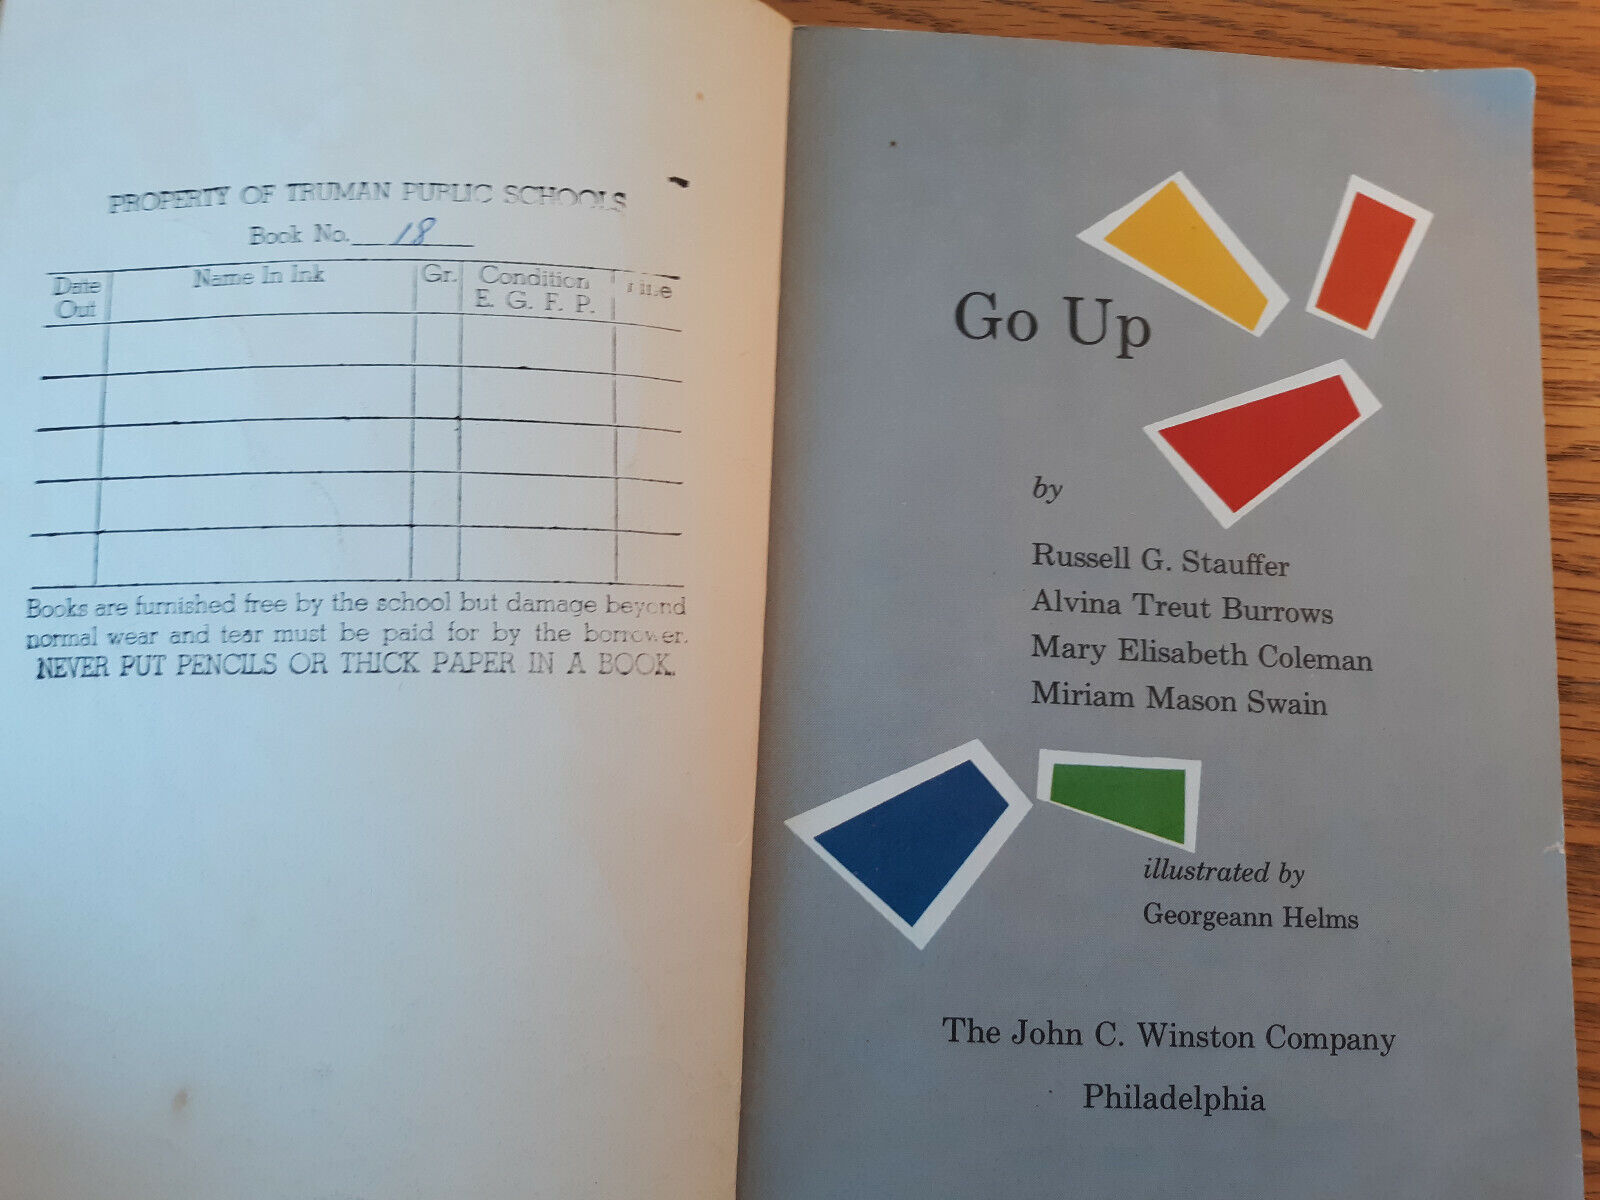 PROPERTY OF TRUMAN PUBLIC SCHOOLS
Book No. 18
Date Out Name In Ink Gr. Condition E. G. F. P.
Books are furnished free by the school but damage beyond
normal wear and tear must be paid for by the borrower.
NEVER PUT PENCILS OR THICK PAPER IN A BOOK.
Go Up
by
Russell G. Stauffer
Alvina Treut Burrows
Mary Elisabeth Coleman
Miriam Mason Swain
illustrated by
Georgeann Helms
The John C. Winston Company
Philadelphia